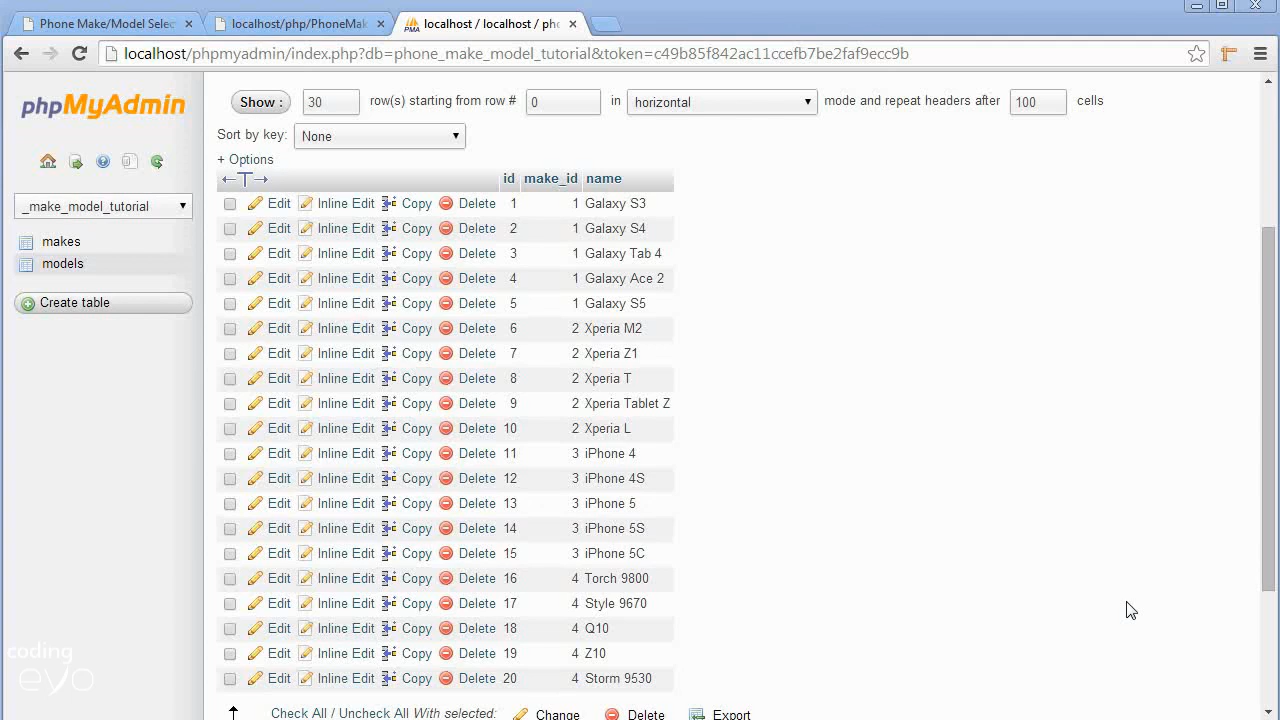 Phone Make/Model Selec
localhost/php/PhoneMak
localhost / localhost / pho
localhost/phpmyadmin/index.php?db=phone_make_model_tutorial&token=c49b85f842ac11ccefb7be2faf9ecc9b
phpMyAdmin
_make_model_tutorial
makes
models
Create table
Show : 30 row(s) starting from row # 0 in horizontal mode and repeat headers after 100 cells
Sort by key: None
+ Options
id make_id name
Edit Inline Edit Copy Delete 1 1 Galaxy S3
Edit Inline Edit Copy Delete 2 1 Galaxy S4
Edit Inline Edit Copy Delete 3 1 Galaxy Tab 4
Edit Inline Edit Copy Delete 4 1 Galaxy Ace 2
Edit Inline Edit Copy Delete 5 1 Galaxy S5
Edit Inline Edit Copy Delete 6 2 Xperia M2
Edit Inline Edit Copy Delete 7 2 Xperia Z1
Edit Inline Edit Copy Delete 8 2 Xperia T
Edit Inline Edit Copy Delete 9 2 Xperia Tablet Z
Edit Inline Edit Copy Delete 10 2 Xperia L
Edit Inline Edit Copy Delete 11 3 iPhone 4
Edit Inline Edit Copy Delete 12 3 iPhone 4S
Edit Inline Edit Copy Delete 13 3 iPhone 5
Edit Inline Edit Copy Delete 14 3 iPhone 5S
Edit Inline Edit Copy Delete 15 3 iPhone 5C
Edit Inline Edit Copy Delete 16 4 Torch 9800
Edit Inline Edit Copy Delete 17 4 Style 9670
Edit Inline Edit Copy Delete 18 4 Q10
Edit Inline Edit Copy Delete 19 4 Z10
Edit Inline Edit Copy Delete 20 4 Storm 9530
Check All / Uncheck All With selected: Change Delete Export
coding
evo